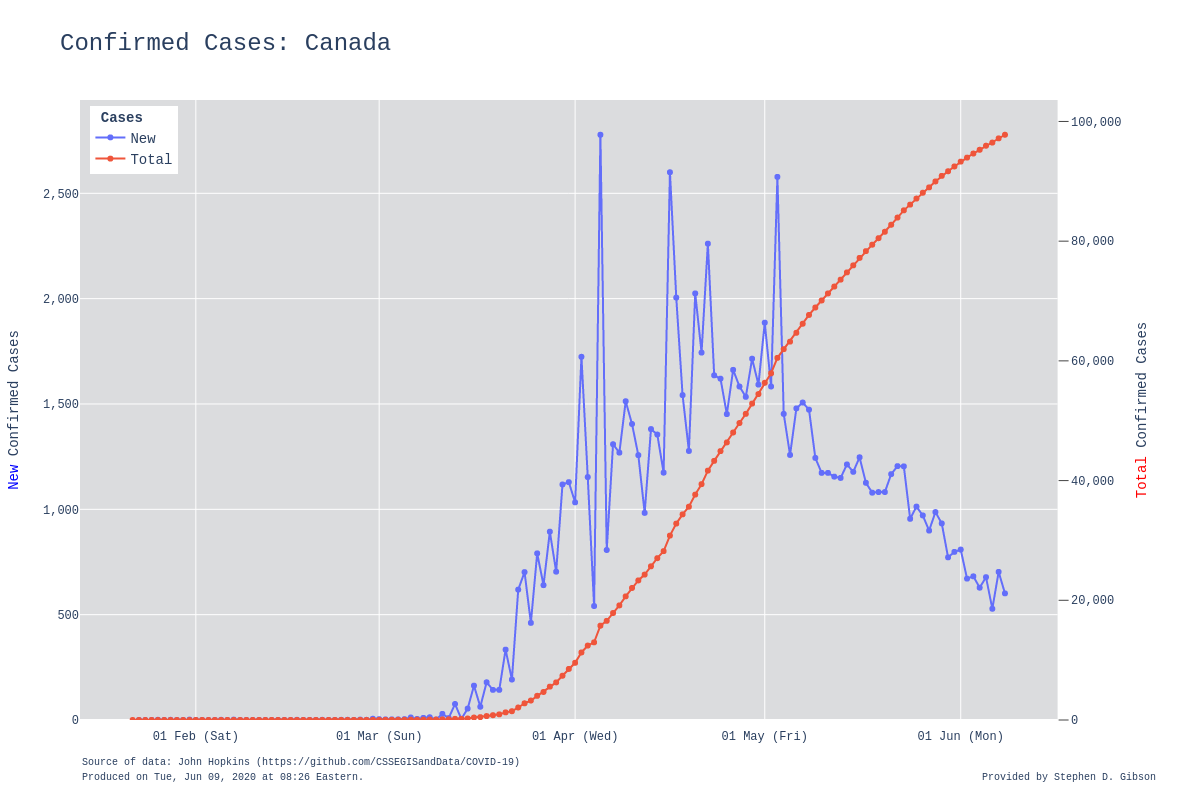 Confirmed Cases: Canada
Cases
New
Total
2,500
2,000
1,500
1,000
500
0
New Confirmed Cases
100,000
80,000
60,000
40,000
20,000
0
Total Confirmed Cases
01 Feb (Sat)
01 Mar (Sun)
01 Apr (Wed)
01 May (Fri)
01 Jun (Mon)
Source of data: John Hopkins (https://github.com/CSSEGISandData/COVID-19)
Produced on Tue, Jun 09, 2020 at 08:26 Eastern.
Provided by Stephen D. Gibson